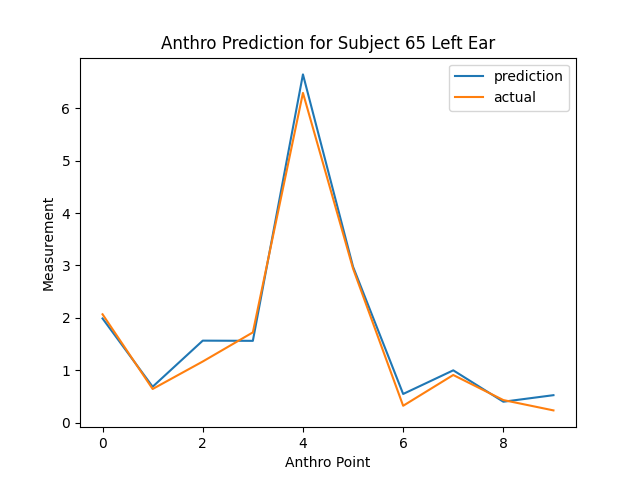 Anthro Prediction for Subject 65 Left Ear
prediction
actual
Measurement
6
5
4
3
2
1
0
0 2 4 6 8
Anthro Point